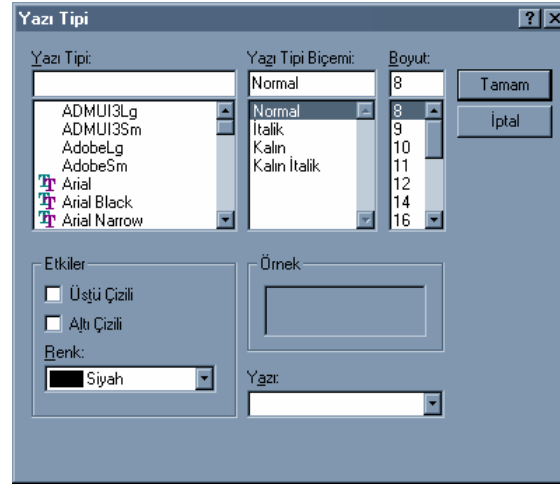 Yazı Tipi
Yazı Tipi:
Yazı Tipi Biçemi:
Boyut:
Normal
8
Tamam
İptal
ADMUI3Lg
ADMUI3Sm
AdobeLg
AdobeSm
Arial
Arial Black
Arial Narrow
Normal
İtalik
Kalın
Kalın İtalik
8
9
10
11
12
14
16
Etkiler
Üstü Çizili
Altı Çizili
Renk:
Siyah
Örnek
Yazı: